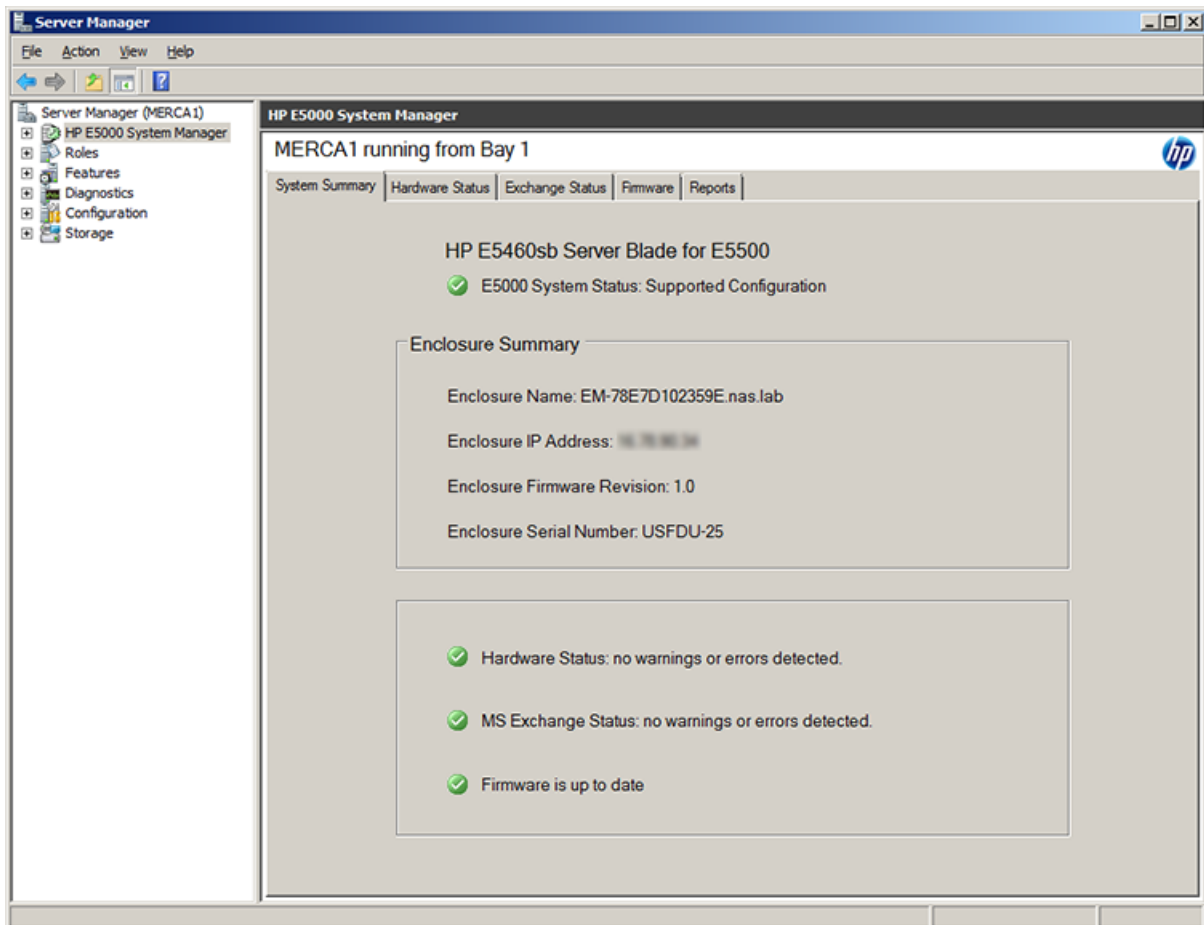 Server Manager
File Action View Help
Server Manager (MERCA1)
HP E5000 System Manager
Roles
Features
Diagnostics
Configuration
Storage
HP E5000 System Manager
MERCA1 running from Bay 1
hp
System Summary Hardware Status Exchange Status Firmware Reports
HP E5460sb Server Blade for E5500
E5000 System Status: Supported Configuration
Enclosure Summary
Enclosure Name: EM-78E7D102359E.nas.lab
Enclosure IP Address:
Enclosure Firmware Revision: 1.0
Enclosure Serial Number: USFDU-25
Hardware Status: no warnings or errors detected.
MS Exchange Status: no warnings or errors detected.
Firmware is up to date